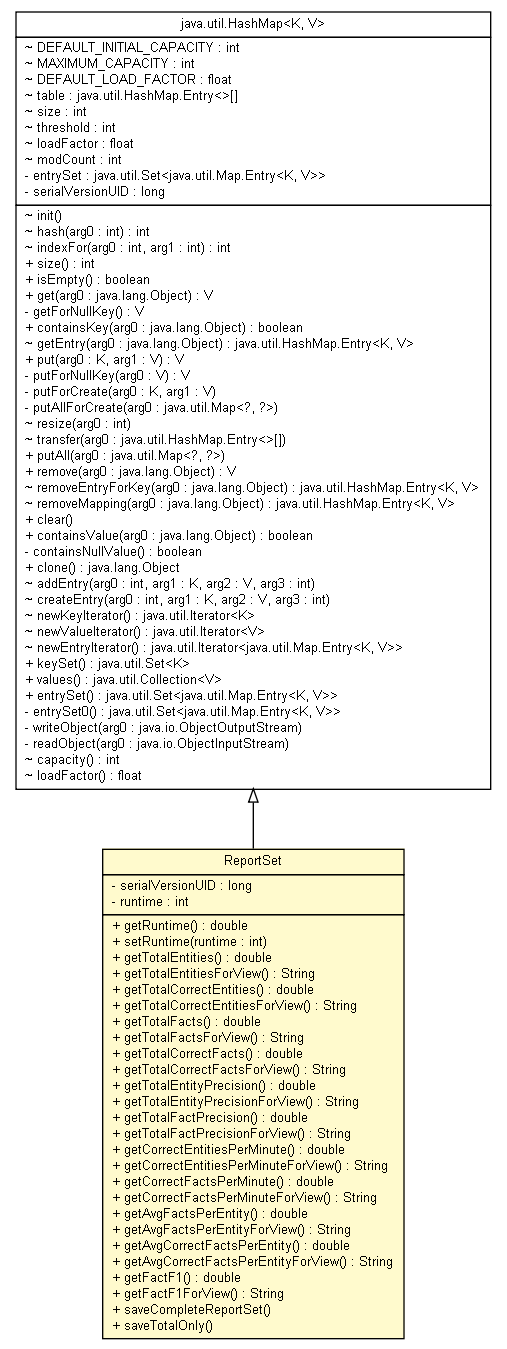 java.util.HashMap<K, V>
~ DEFAULT_INITIAL_CAPACITY : int
~ MAXIMUM_CAPACITY : int
~ DEFAULT_LOAD_FACTOR : float
~ table : java.util.HashMap.Entry<>[]
~ size : int
~ threshold : int
~ loadFactor : float
~ modCount : int
- entrySet : java.util.Set<java.util.Map.Entry<K, V>>
- serialVersionUID : long
~ init()
~ hash(arg0 : int) : int
~ indexFor(arg0 : int, arg1 : int) : int
+ size() : int
+ isEmpty() : boolean
+ get(arg0 : java.lang.Object) : V
- getForNullKey() : V
+ containsKey(arg0 : java.lang.Object) : boolean
~ getEntry(arg0 : java.lang.Object) : java.util.HashMap.Entry<K, V>
+ put(arg0 : K, arg1 : V) : V
- putForNullKey(arg0 : V) : V
- putForCreate(arg0 : K, arg1 : V)
- putAllForCreate(arg0 : java.util.Map<?, ?>)
~ resize(arg0 : int)
~ transfer(arg0 : java.util.HashMap.Entry<>[])
+ putAll(arg0 : java.util.Map<?, ?>)
+ remove(arg0 : java.lang.Object) : V
~ removeEntryForKey(arg0 : java.lang.Object) : java.util.HashMap.Entry<K, V>
~ removeMapping(arg0 : java.lang.Object) : java.util.HashMap.Entry<K, V>
+ clear()
+ containsValue(arg0 : java.lang.Object) : boolean
- containsNullValue() : boolean
+ clone() : java.lang.Object
~ addEntry(arg0 : int, arg1 : K, arg2 : V, arg3 : int)
~ createEntry(arg0 : int, arg1 : K, arg2 : V, arg3 : int)
~ newKeyIterator() : java.util.Iterator<K>
~ newValueIterator() : java.util.Iterator<V>
~ newEntryIterator() : java.util.Iterator<java.util.Map.Entry<K, V>>
+ keySet() : java.util.Set<K>
+ values() : java.util.Collection<V>
+ entrySet() : java.util.Set<java.util.Map.Entry<K, V>>
- entrySet0() : java.util.Set<java.util.Map.Entry<K, V>>
- writeObject(arg0 : java.io.ObjectOutputStream)
- readObject(arg0 : java.io.ObjectInputStream)
~ capacity() : int
~ loadFactor() : float
ReportSet
- serialVersionUID : long
- runtime : int
+ getRuntime() : double
+ setRuntime(runtime : int)
+ getTotalEntities() : double
+ getTotalEntitiesForView() : String
+ getTotalCorrectEntities() : double
+ getTotalCorrectEntitiesForView() : String
+ getTotalFacts() : double
+ getTotalFactsForView() : String
+ getTotalCorrectFacts() : double
+ getTotalCorrectFactsForView() : String
+ getTotalEntityPrecision() : double
+ getTotalEntityPrecisionForView() : String
+ getTotalFactPrecision() : double
+ getTotalFactPrecisionForView() : String
+ getCorrectEntitiesPerMinute() : double
+ getCorrectEntitiesPerMinuteForView() : String
+ getCorrectFactsPerMinute() : double
+ getCorrectFactsPerMinuteForView() : String
+ getAvgFactsPerEntity() : double
+ getAvgFactsPerEntityForView() : String
+ getAvgCorrectFactsPerEntity() : double
+ getAvgCorrectFactsPerEntityForView() : String
+ getFactF1() : double
+ getFactF1ForView() : String
+ saveCompleteReportSet()
+ saveTotalOnly()